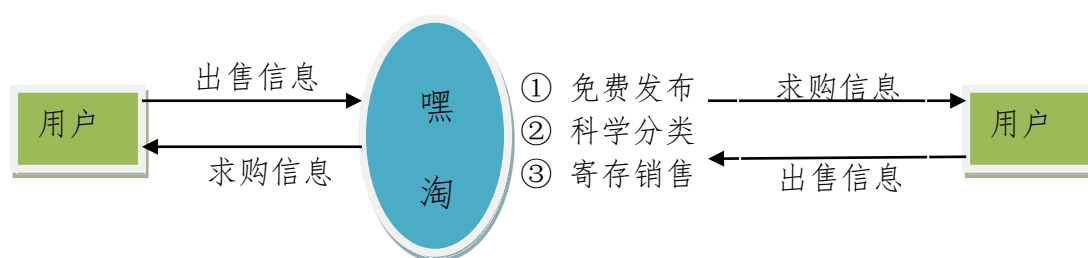 出售信息
用户
求购信息
嘿
淘
① 免费发布
② 科学分类
③ 寄存销售
求购信息
出售信息
用户